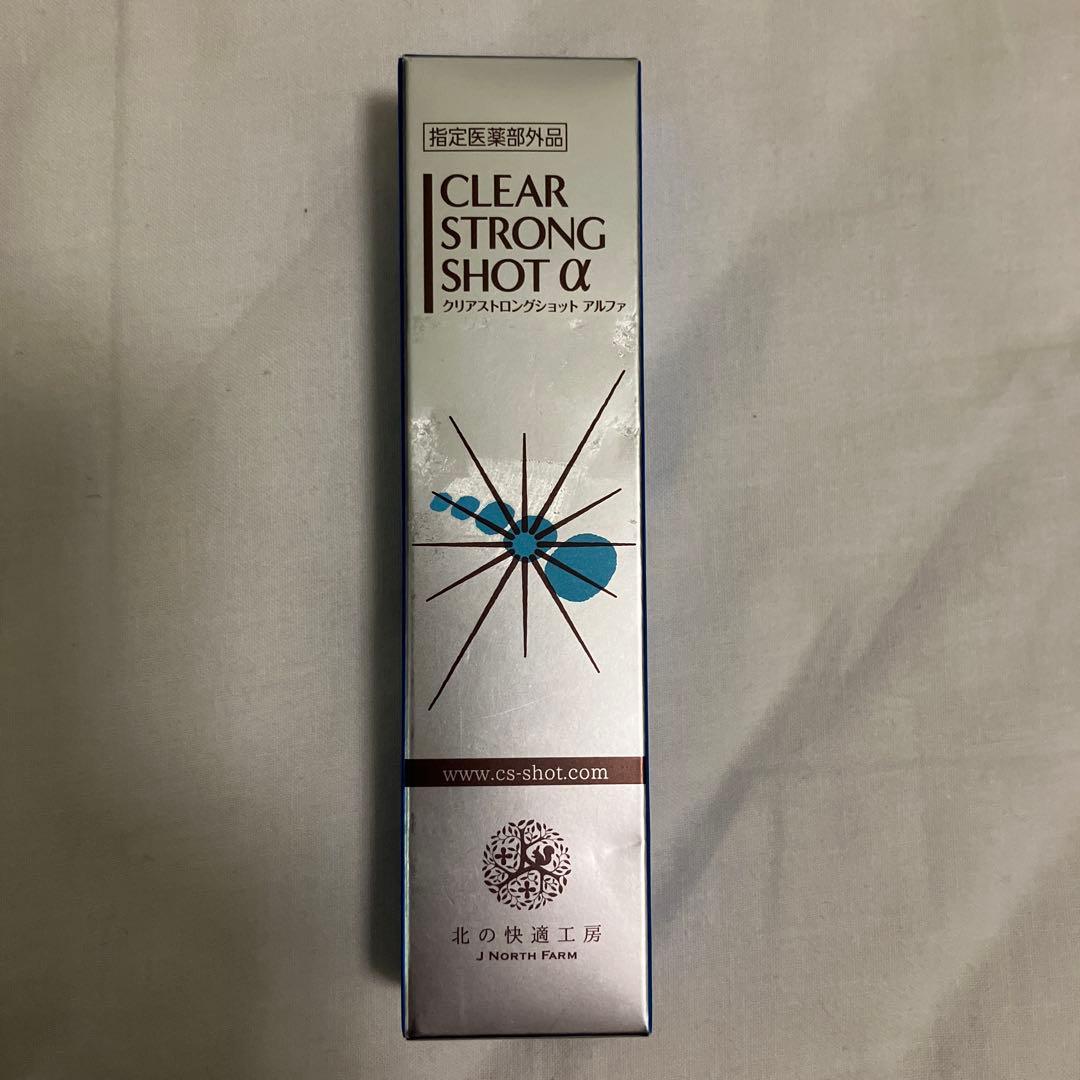 指定医薬部外品
CLEAR
STRONG
SHOT α
クリアストロングショット アルファ
www.cs-shot.com
北の快適工房
J NORTH FARM